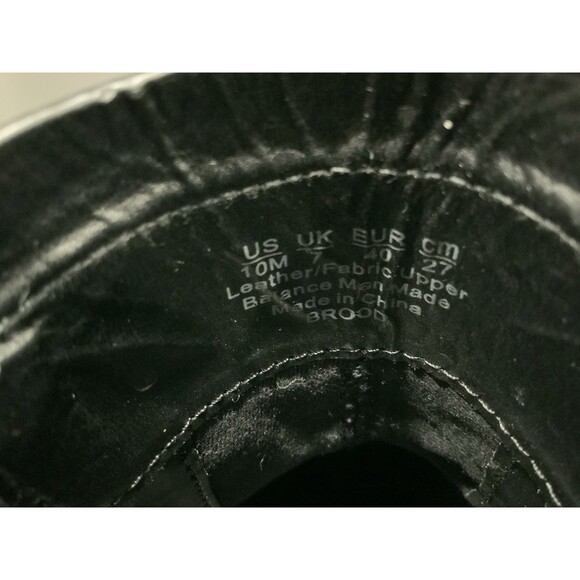 US UK EUR cm
10M 7 40 27
Leather/Fabric Upper
Balance Man Made
Made in China
BROOD